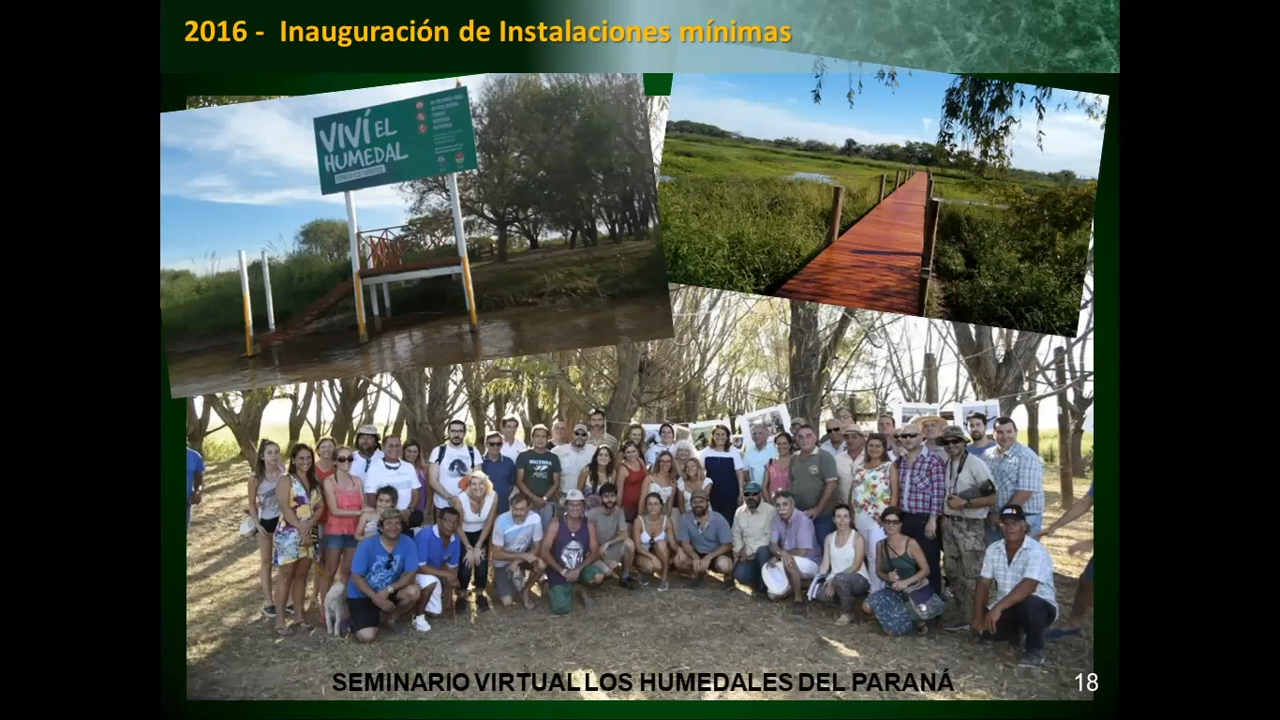 2016 - Inauguración de Instalaciones mínimas
VIVÍ EL
HUMEDAL
SEMINARIO VIRTUAL LOS HUMEDALES DEL PARANÁ
18